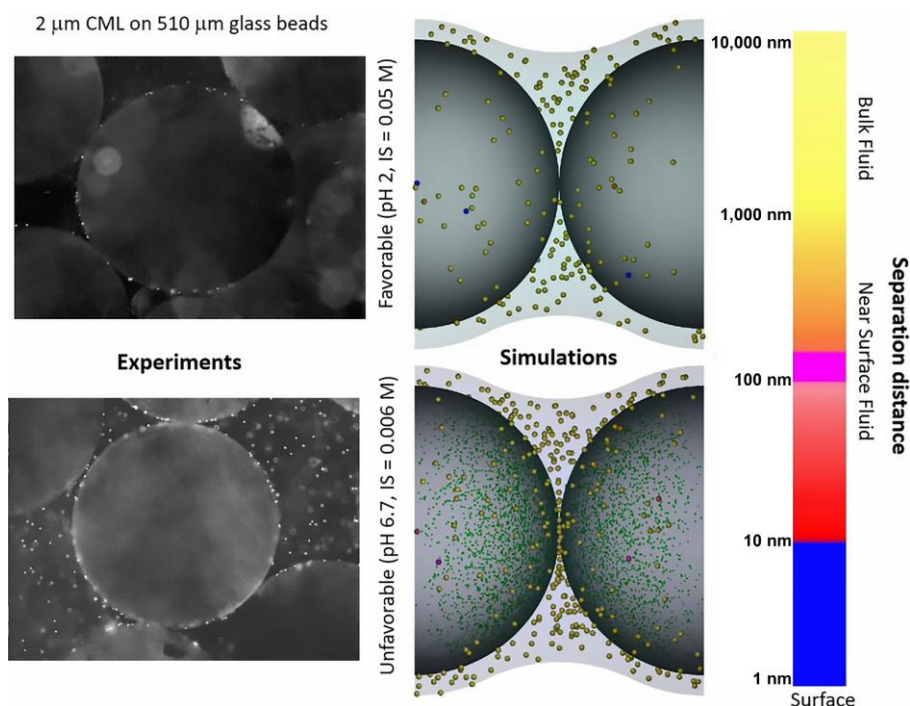 2 μm CML on 510 μm glass beads
Favorable (pH 2, IS = 0.05 M)
Experiments
Simulations
Unfavorable (pH 6.7, IS = 0.006 M)
10,000 nm
1,000 nm
100 nm
10 nm
1 nm
Bulk Fluid
Near Surface Fluid
Separation distance
Surface